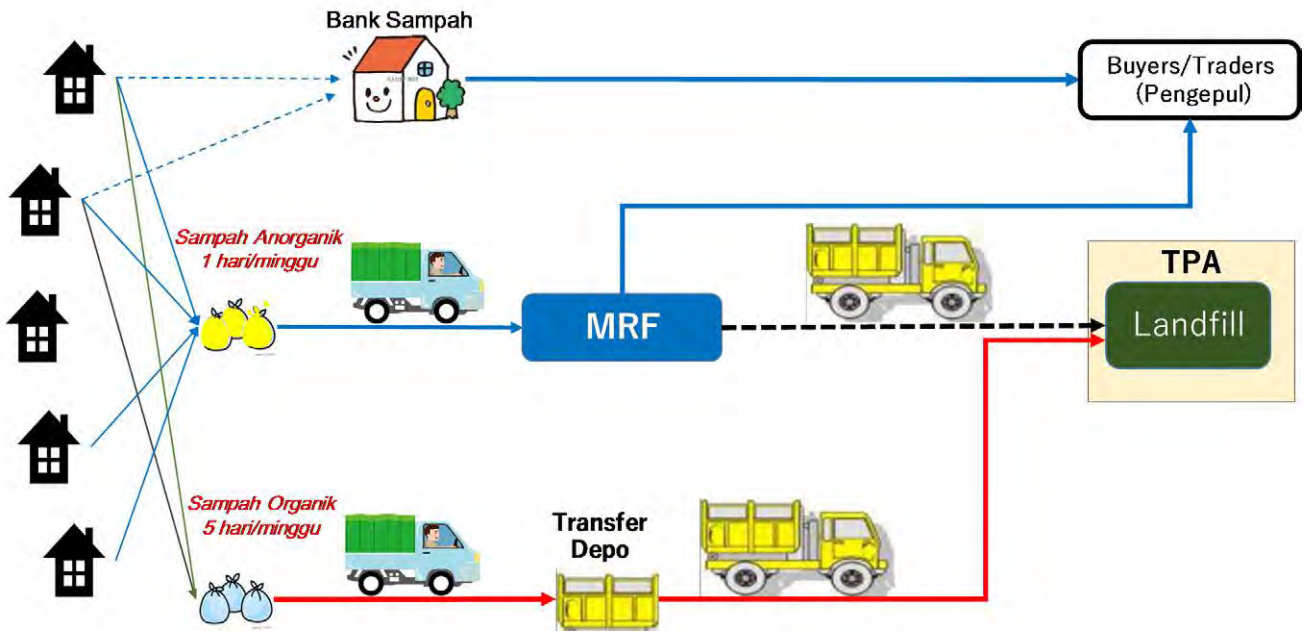 Bank Sampah
Buyers/Traders
(Pengepul)
Sampah Anorganik
1 hari/minggu
MRF
TPA
Landfill
Sampah Organik
5 hari/minggu
Transfer
Depo